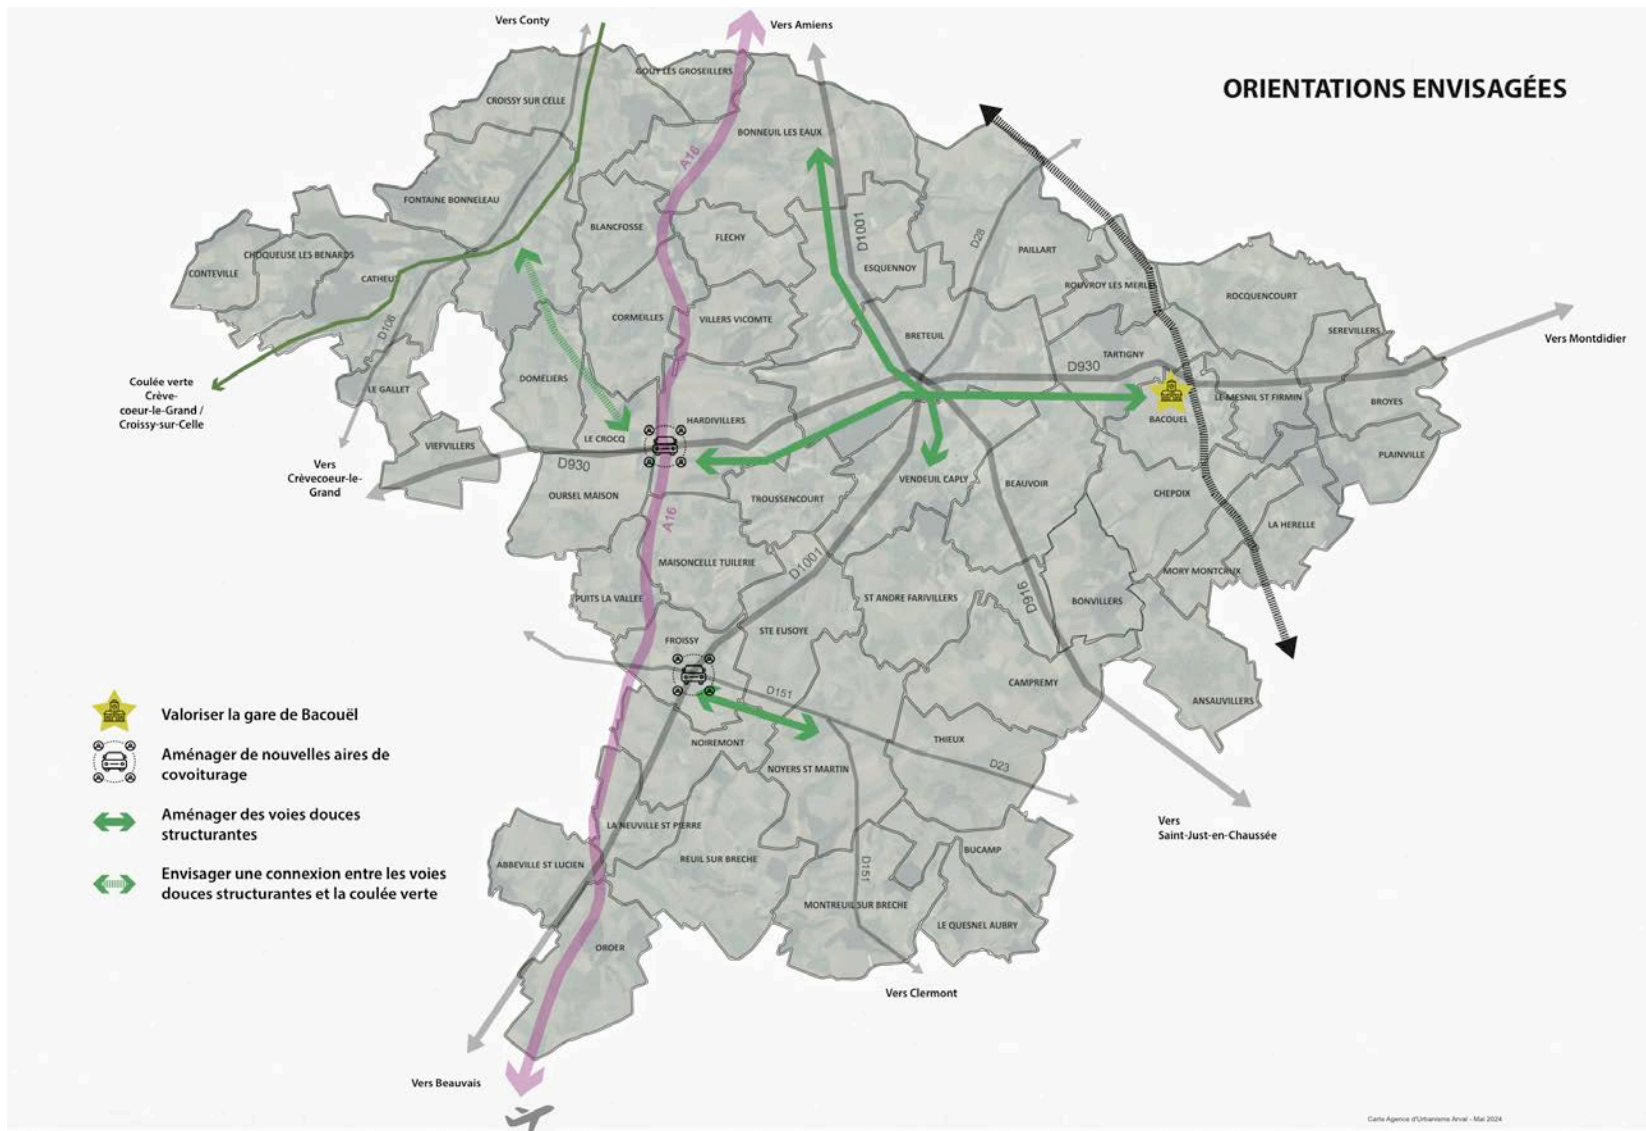 Vers Conty
Vers Amiens
ORIENTATIONS ENVISAGÉES
GOUY LES GROSEILLERS
CROISSY SUR CELLE
BONNEUIL LES EAUX
A16
FONTAINE BONNELEAU
BLANCFOSSE
FLECHY
D1001
D28
PAILLART
ESQUENNOY
CHOQUEUSE LES BENARDS
CONTEVILLE
CATHEUX
ROUVROY LES MERLES
ROCQUENCOURT
CORMEILLES
VILLERS VICOMTE
BRETEUIL
SEREVILLERS
Vers Montdidier
D106
TARTIGNY
D930
DOMELIERS
LE GALLET
Coulée verte
Crève-
coeur-le-Grand /
Croissy-sur-Celle
LE MESNIL ST FIRMIN
BROYES
HARDIVILLERS
BACOUEL
LE CROCQ
VIEFVILLERS
PLAINVILLE
D930
Vers
Crèvecoeur-le-
Grand
VENDEUIL CAPLY
BEAUVOIR
OURSEL MAISON
TROUSSENCOURT
CHEPOIX
A16
LA HERELLE
MAISONCELLE TUILERIE
D1001
MORY MONTCRUX
PUITS LA VALLEE
ST ANDRE FARIVILLERS
D916
BONVILLERS
STE EUSOYE
FROISSY
CAMPREMY
D151
ANSAUVILLERS
NOIREMONT
THIEUX
NOYERS ST MARTIN
D23
Valoriser la gare de Bacouël
Aménager de nouvelles aires de
covoiturage
Aménager des voies douces
structurantes
Envisager une connexion entre les voies
douces structurantes et la coulée verte
Vers
Saint-Just-en-Chaussée
LA NEUVILLE ST PIERRE
ABBEVILLE ST LUCIEN
REUIL SUR BRECHE
BUCAMP
D151
MONTREUIL SUR BRECHE
LE QUESNEL AUBRY
OROER
Vers Clermont
Vers Beauvais
Carte Agence d'Urbanisme Arval - Mai 2024